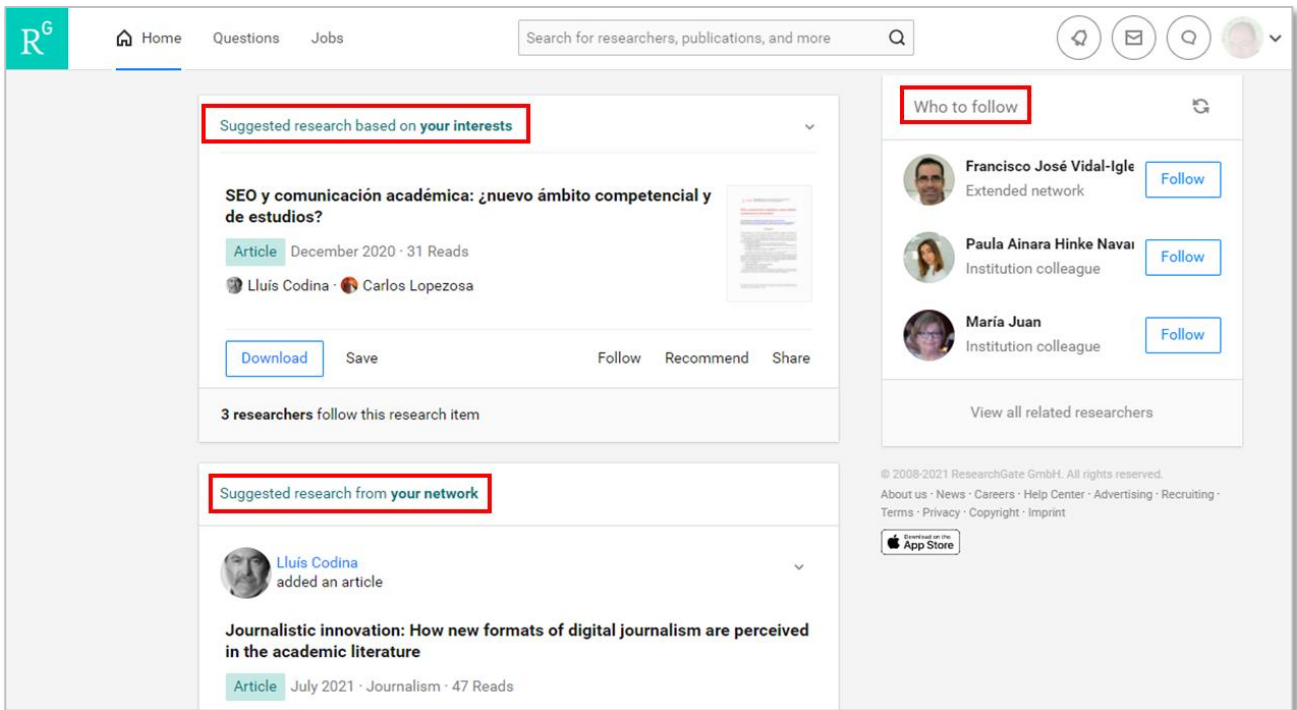 RG
Home Questions Jobs
Search for researchers, publications, and more
Suggested research based on your interests
SEO y comunicación académica: ¿nuevo ámbito competencial y
de estudios?
Article December 2020 · 31 Reads
Lluís Codina · Carlos Lopezosa
Download Save Follow Recommend Share
3 researchers follow this research item
Suggested research from your network
Lluís Codina
added an article
Journalistic innovation: How new formats of digital journalism are perceived
in the academic literature
Article July 2021 · Journalism · 47 Reads
Who to follow
Francisco José Vidal-Igle
Extended network
Follow
Paula Ainara Hinke Navar
Institution colleague
Follow
María Juan
Institution colleague
Follow
View all related researchers
© 2008-2021 ResearchGate GmbH. All rights reserved.
About us · News · Careers · Help Center · Advertising · Recruiting ·
Terms · Privacy · Copyright · Imprint
Download on the
App Store